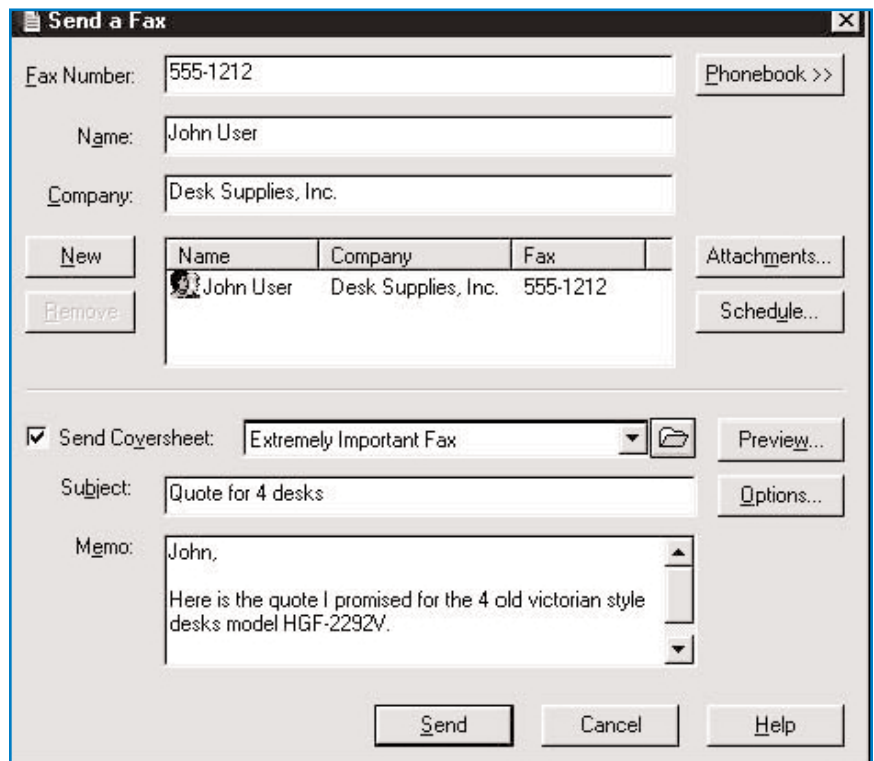 Send a Fax
Fax Number: 555-1212 Phonebook >>
Name: John User
Company: Desk Supplies, Inc.
New Name Company Fax Attachments...
John User Desk Supplies, Inc. 555-1212
Remove Schedule...
Send Coversheet: Extremely Important Fax Preview...
Subject: Quote for 4 desks Options...
Memo: John,
Here is the quote I promised for the 4 old victorian style
desks model HGF-2292V.
Send Cancel Help